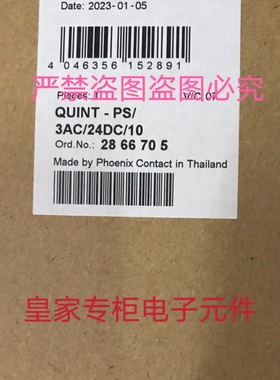 Date: 2023-01-05
4 046356 152891
严禁盗图盗图必究
Pieces: 1
V/C: 07
QUINT - PS/
3AC/24DC/10
Ord.No.: 28 66 70 5
Made by Phoenix Contact in Thailand
皇家专柜电子元件